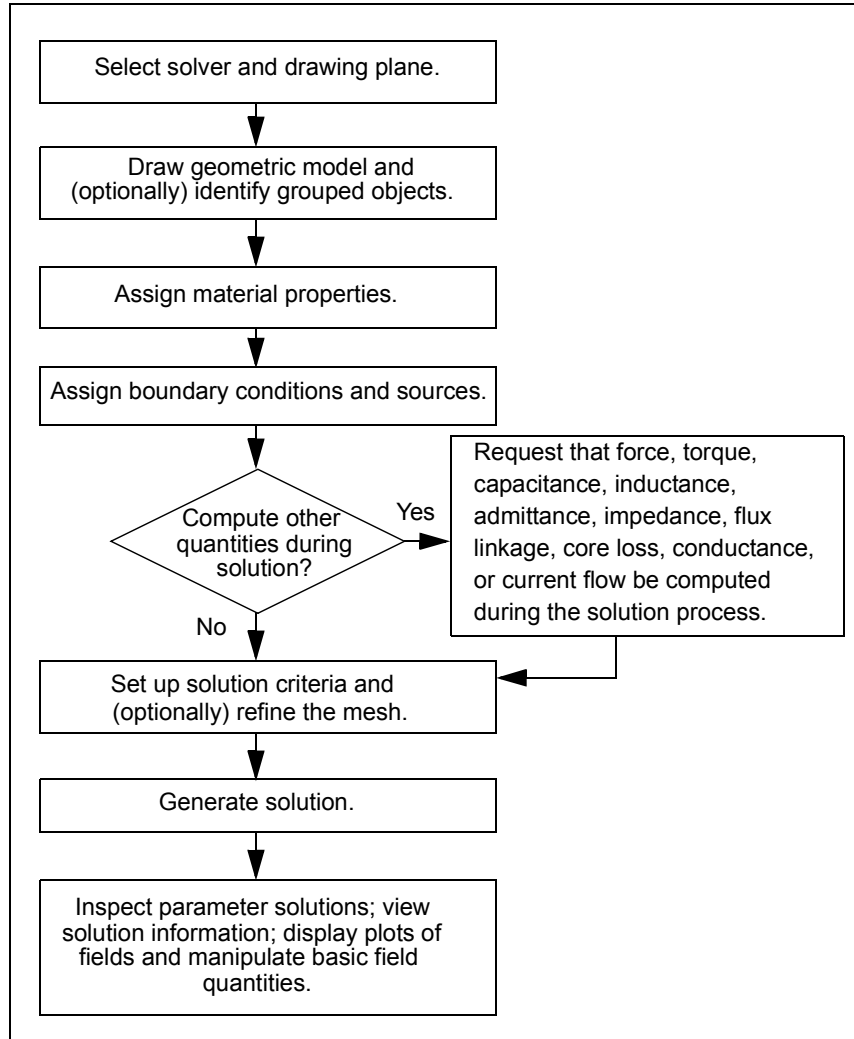 Select solver and drawing plane.
Draw geometric model and
(optionally) identify grouped objects.
Assign material properties.
Assign boundary conditions and sources.
Compute other
quantities during
solution?
Yes
Request that force, torque,
capacitance, inductance,
admittance, impedance, flux
linkage, core loss, conductance,
or current flow be computed
during the solution process.
No
Set up solution criteria and
(optionally) refine the mesh.
Generate solution.
Inspect parameter solutions; view
solution information; display plots of
fields and manipulate basic field
quantities.